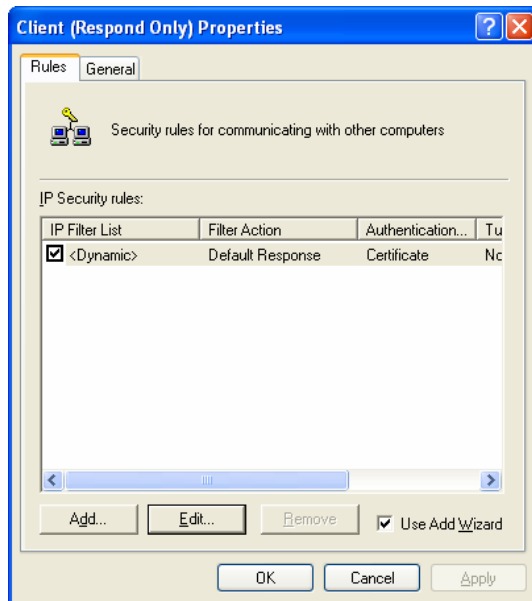 Client (Respond Only) Properties
Rules General
Security rules for communicating with other computers
IP Security rules:
IP Filter List Filter Action Authentication... Tu
<Dynamic> Default Response Certificate Nc
Add... Edit... Remove Use Add Wizard
OK Cancel Apply